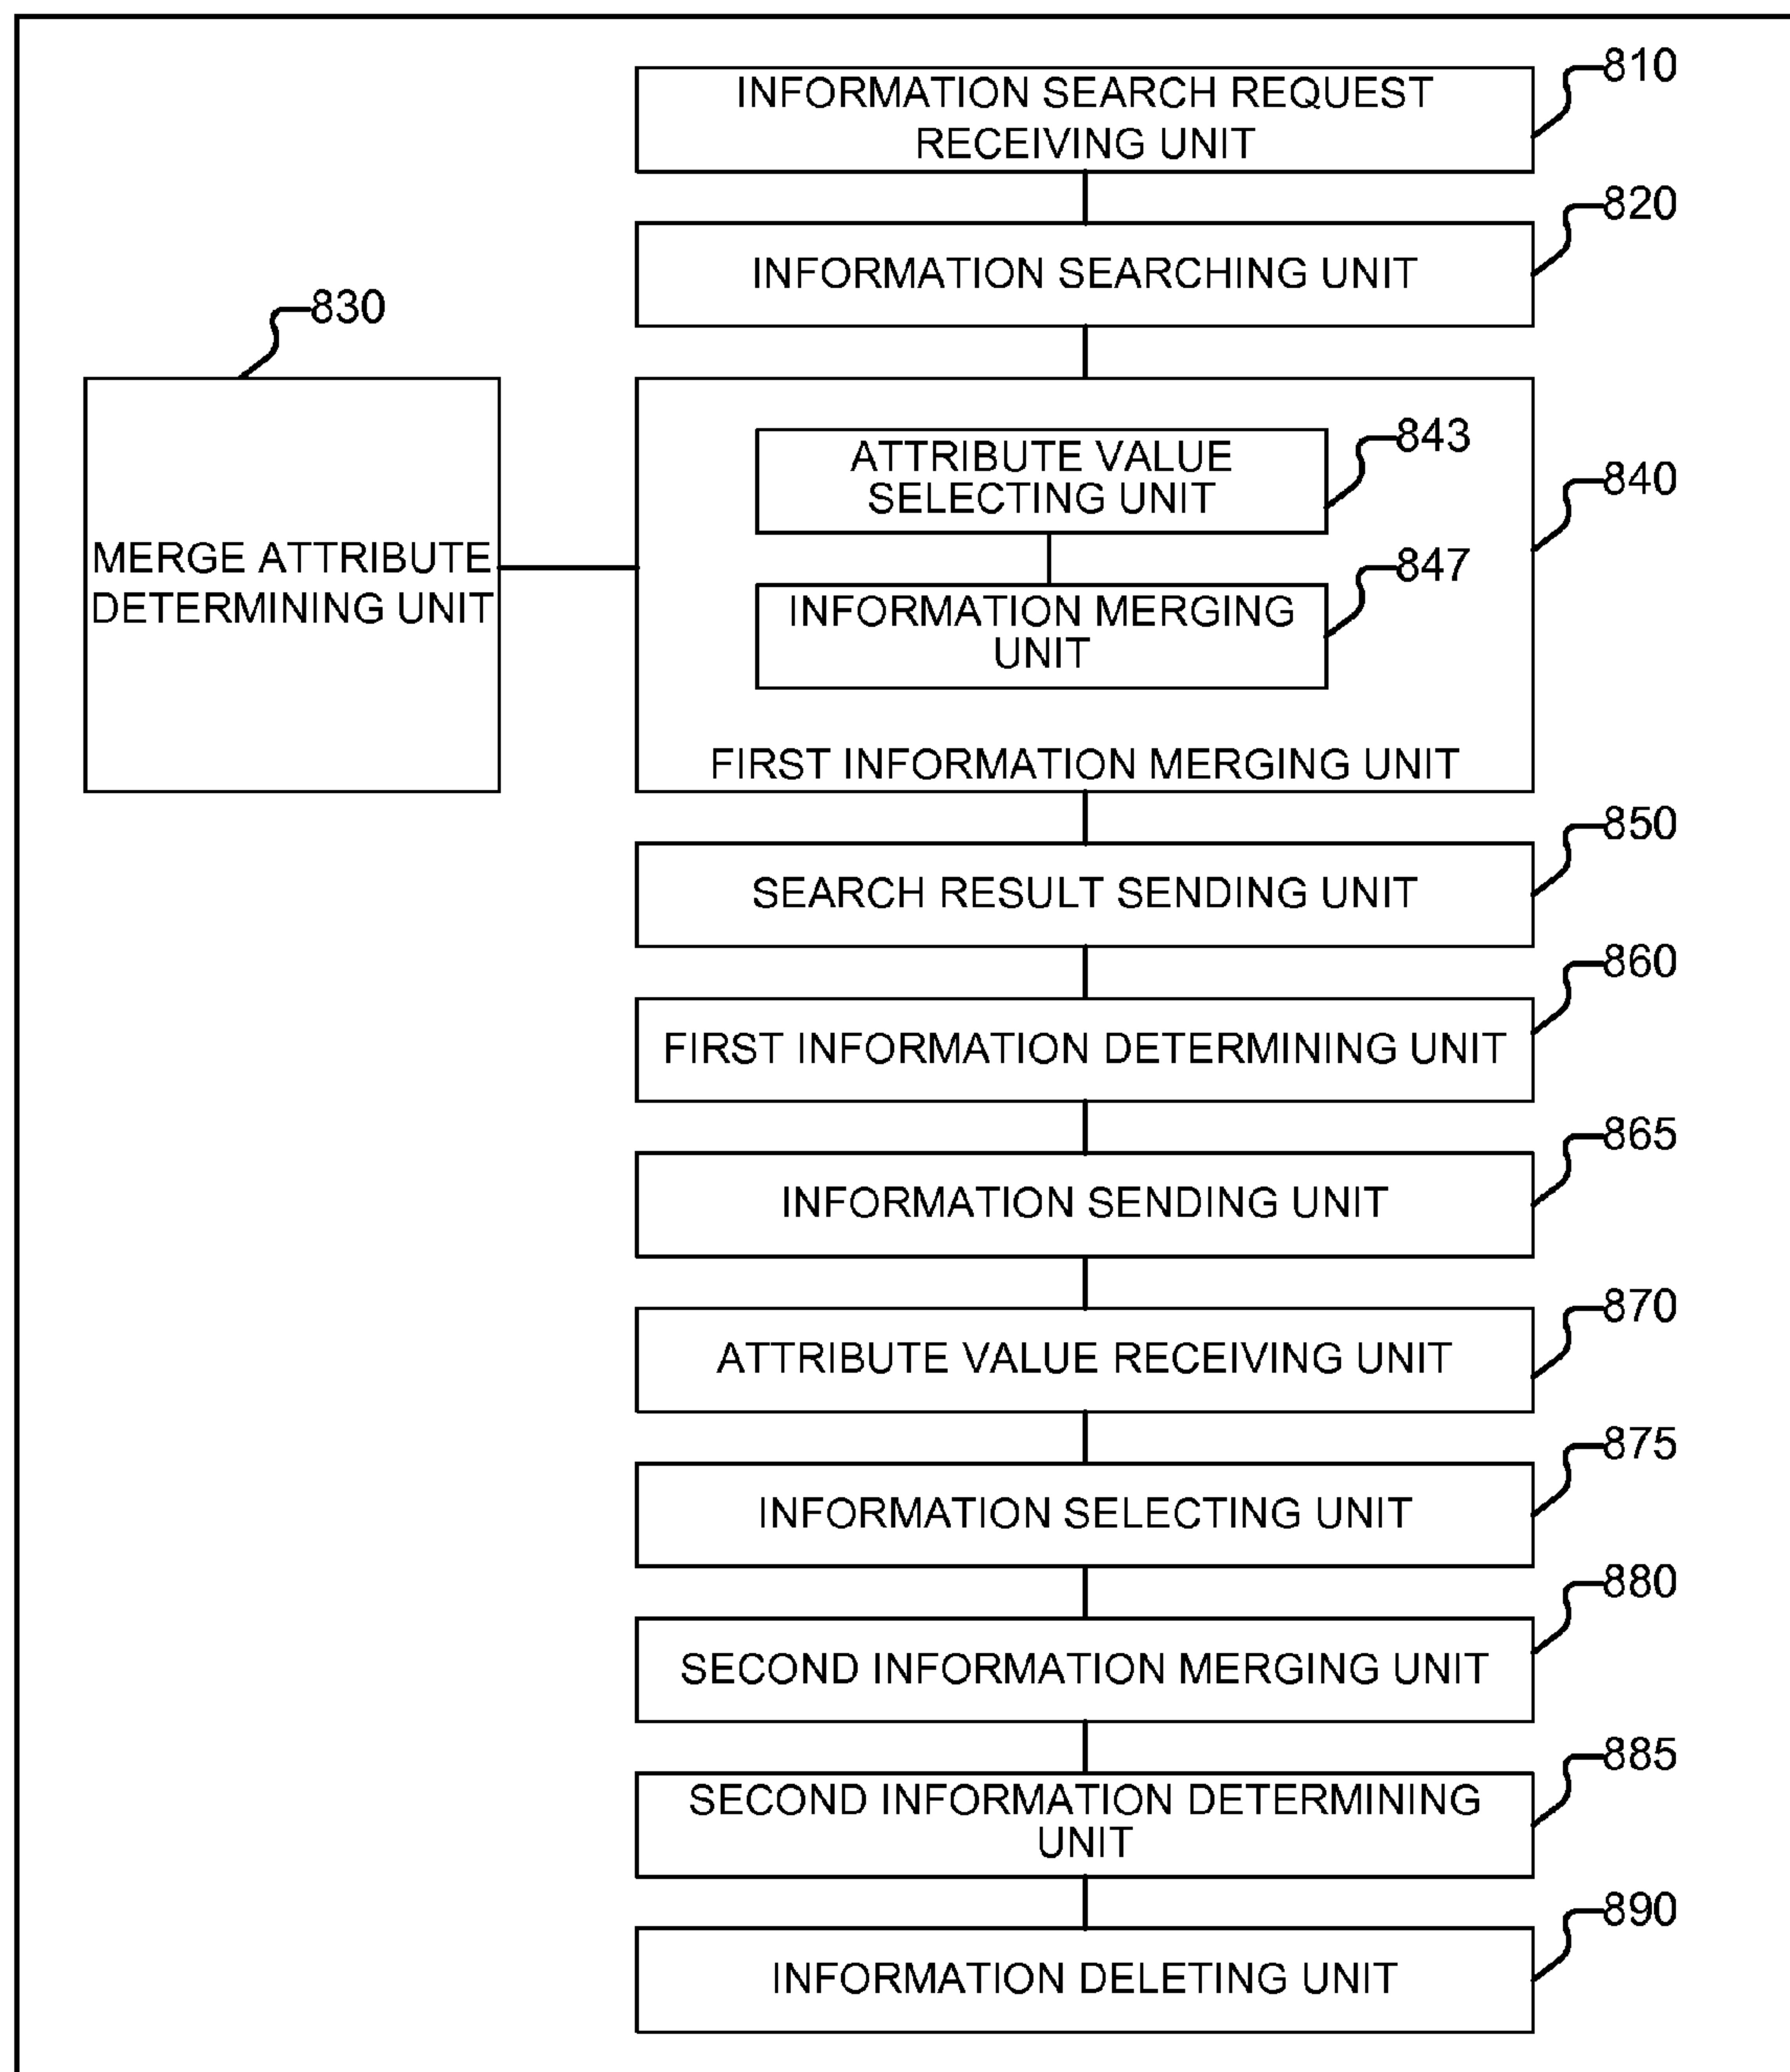 810
INFORMATION SEARCH REQUEST
RECEIVING UNIT
820
INFORMATION SEARCHING UNIT
830
MERGE ATTRIBUTE
DETERMINING UNIT
843
ATTRIBUTE VALUE
SELECTING UNIT
840
847
INFORMATION MERGING
UNIT
FIRST INFORMATION MERGING UNIT
850
SEARCH RESULT SENDING UNIT
860
FIRST INFORMATION DETERMINING UNIT
865
INFORMATION SENDING UNIT
870
ATTRIBUTE VALUE RECEIVING UNIT
875
INFORMATION SELECTING UNIT
880
SECOND INFORMATION MERGING UNIT
885
SECOND INFORMATION DETERMINING
UNIT
890
INFORMATION DELETING UNIT